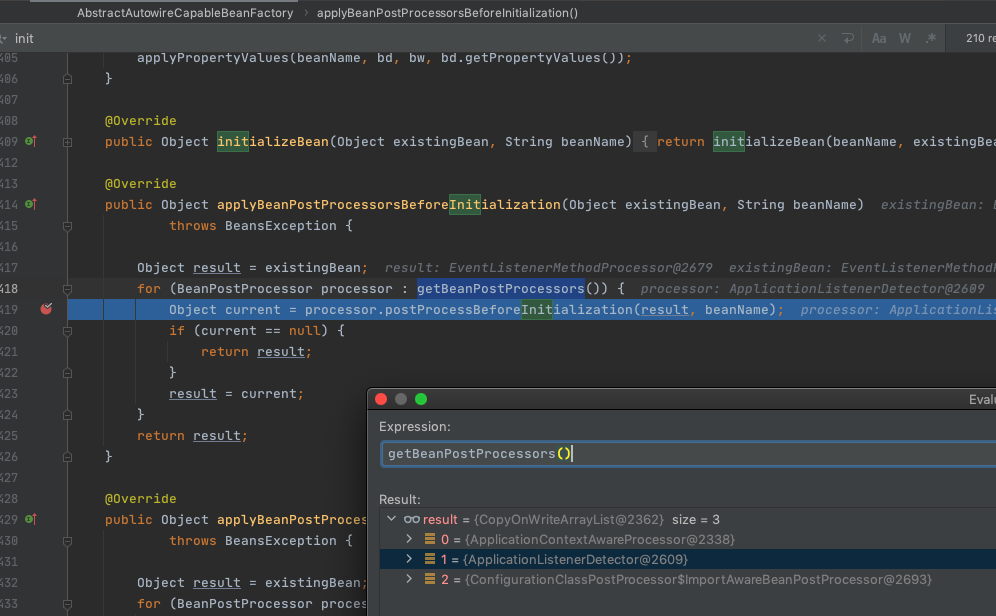 AbstractAutowireCapableBeanFactory › applyBeanPostProcessorsBeforeInitialization()
init Aa W .* 210 re
405 applyPropertyValues(beanName, bd, bw, bd.getPropertyValues());
406 }
407
408 @Override
409 public Object initializeBean(Object existingBean, String beanName) { return initializeBean(beanName, existingBea
412
413 @Override
414 public Object applyBeanPostProcessorsBeforeInitialization(Object existingBean, String beanName) existingBean:
415 throws BeansException {
416
417 Object result = existingBean; result: EventListenerMethodProcessor@2679 existingBean: EventListenerMeth
418 for (BeanPostProcessor processor : getBeanPostProcessors()) { processor: ApplicationListenerDetector@2609
419 Object current = processor.postProcessBeforeInitialization(result, beanName); processor: ApplicationLis
420 if (current == null) {
421 return result;
422 }
423 result = current;
424 }
425 return result;
426 }
427
428 @Override
429 public Object applyBeanPostProces
430 throws BeansException {
431
432 Object result = existingBean;
433 for (BeanPostProcessor proces
Evalu
Expression:
getBeanPostProcessors()
Result:
result = {CopyOnWriteArrayList@2362} size = 3
0 = {ApplicationContextAwareProcessor@2338}
1 = {ApplicationListenerDetector@2609}
2 = {ConfigurationClassPostProcessor$ImportAwareBeanPostProcessor@2693}